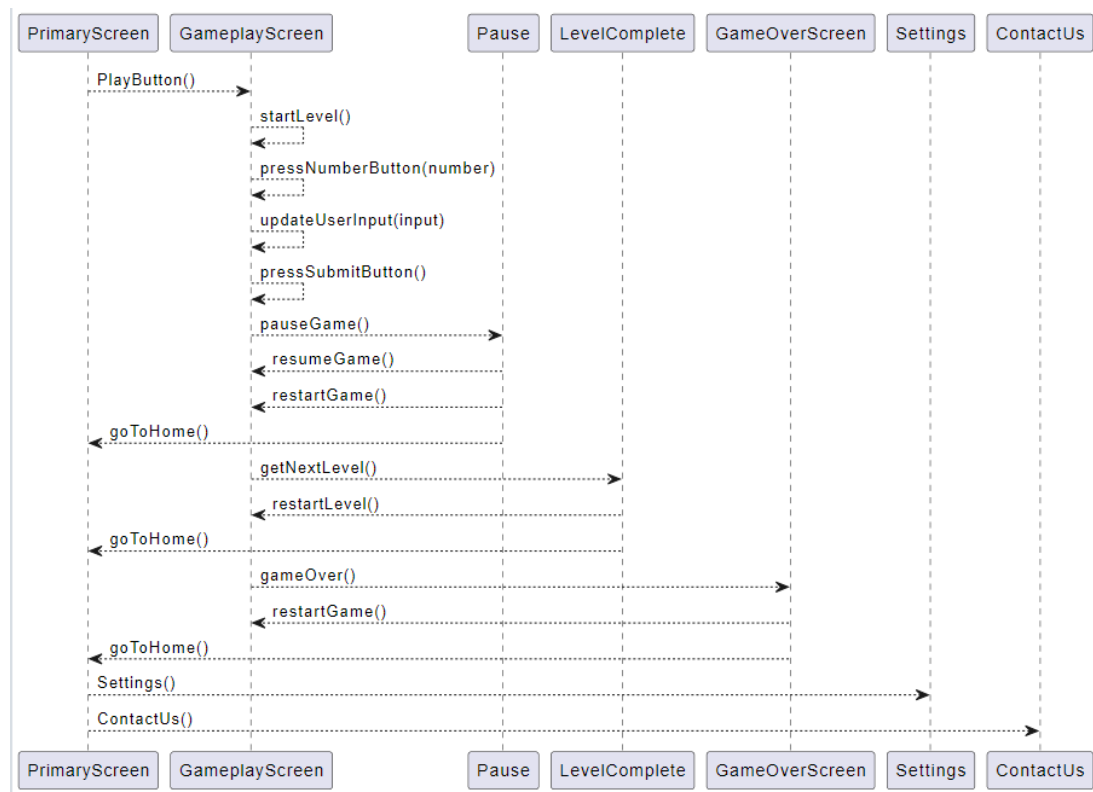 PrimaryScreen GameplayScreen Pause LevelComplete GameOverScreen Settings ContactUs
PlayButton()
startLevel()
pressNumberButton(number)
updateUserInput(input)
pressSubmitButton()
pauseGame()
resumeGame()
restartGame()
goToHome()
getNextLevel()
restartLevel()
goToHome()
gameOver()
restartGame()
goToHome()
Settings()
ContactUs()
PrimaryScreen GameplayScreen Pause LevelComplete GameOverScreen Settings ContactUs